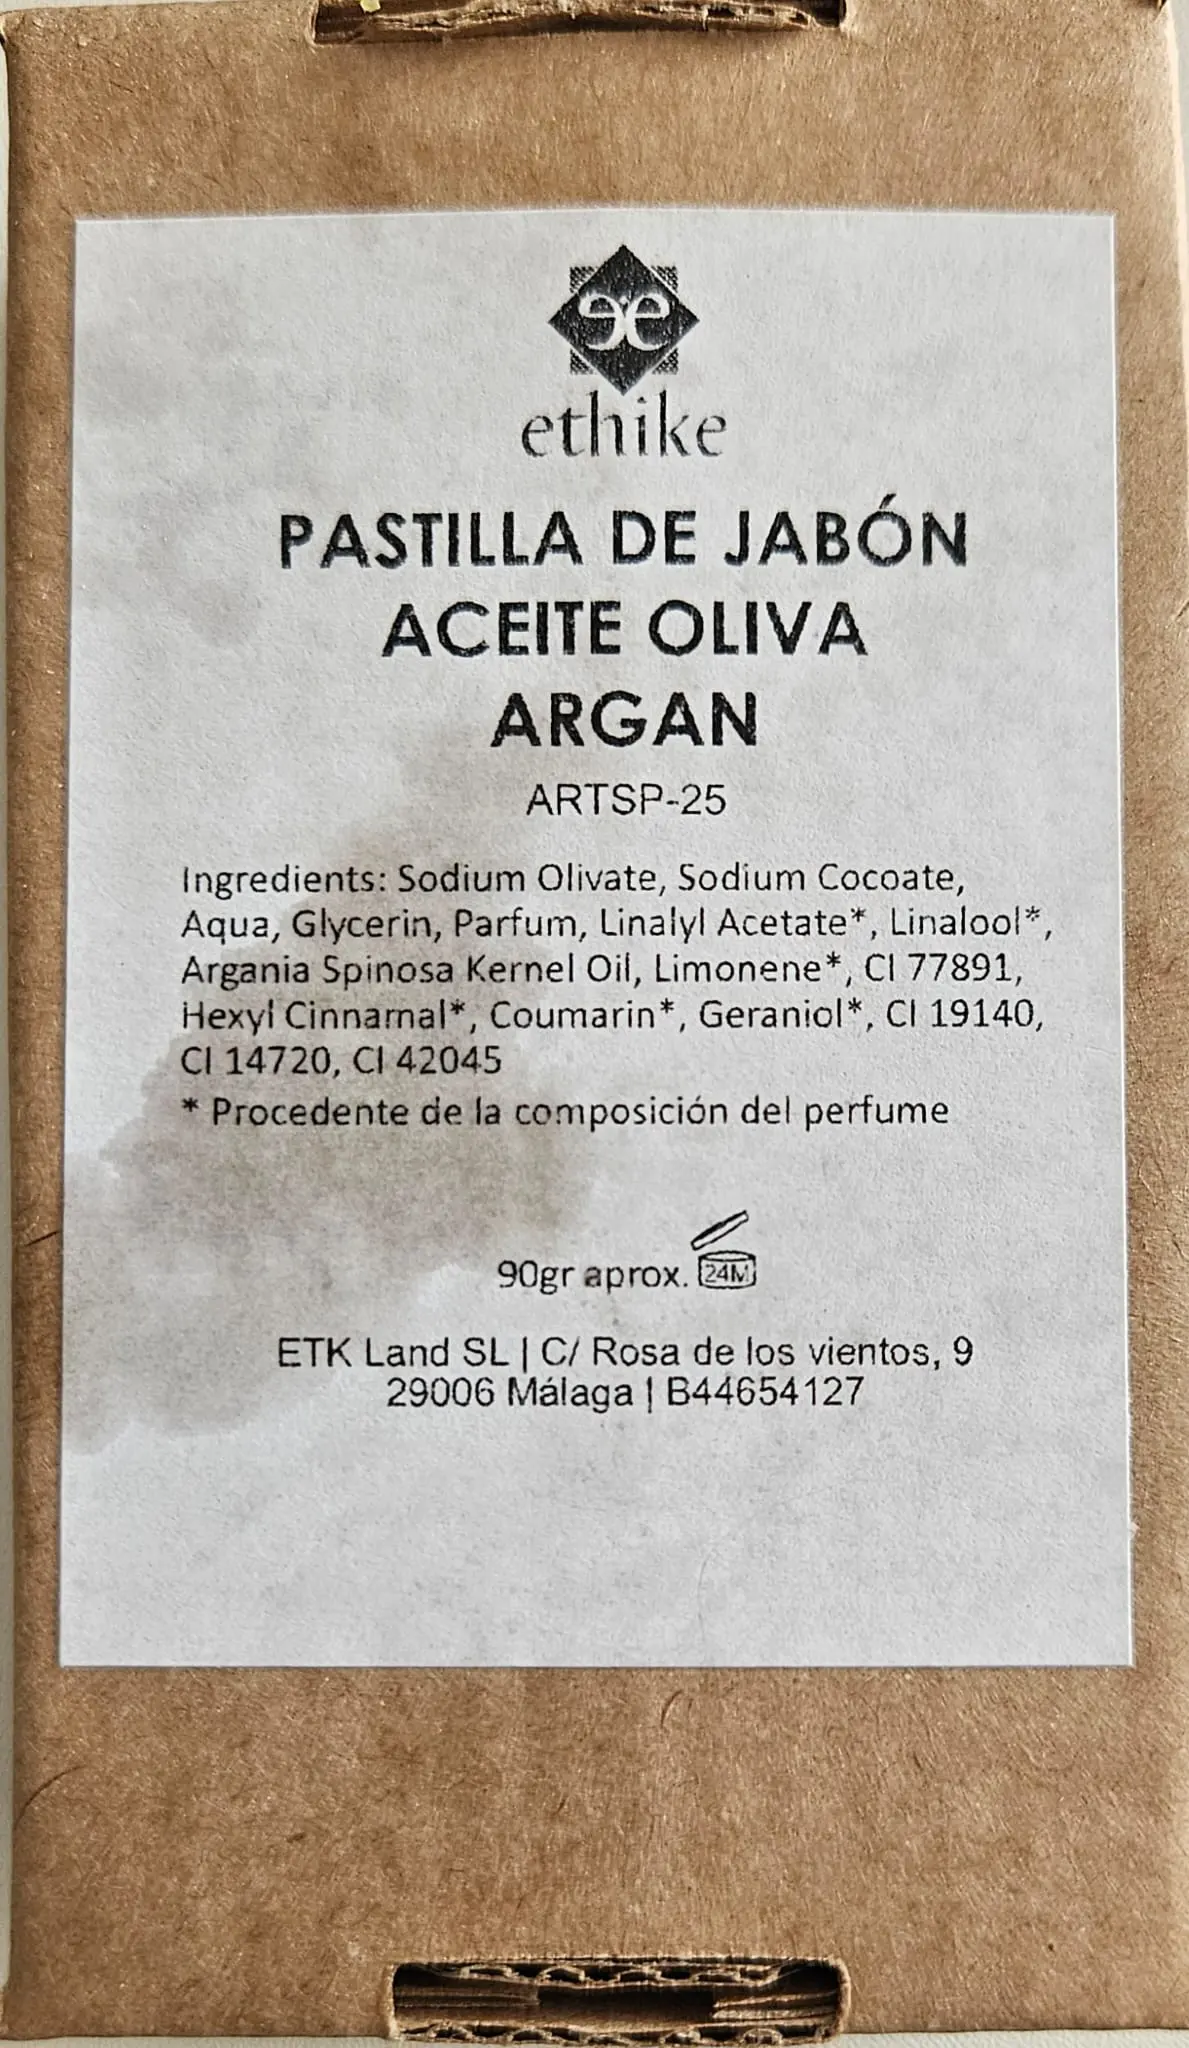 ee
ethike
PASTILLA DE JABÓN
ACEITE OLIVA
ARGAN
ARTSP-25
Ingredients: Sodium Olivate, Sodium Cocoate,
Aqua, Glycerin, Parfum, Linalyl Acetate*, Linalool*,
Argania Spinosa Kernel Oil, Limonene*, CI 77891,
Hexyl Cinnamal*, Coumarin*, Geraniol*, CI 19140,
CI 14720, CI 42045
* Procedente de la composición del perfume
90gr aprox. 24M
ETK Land SL | C/ Rosa de los vientos, 9
29006 Málaga | B44654127